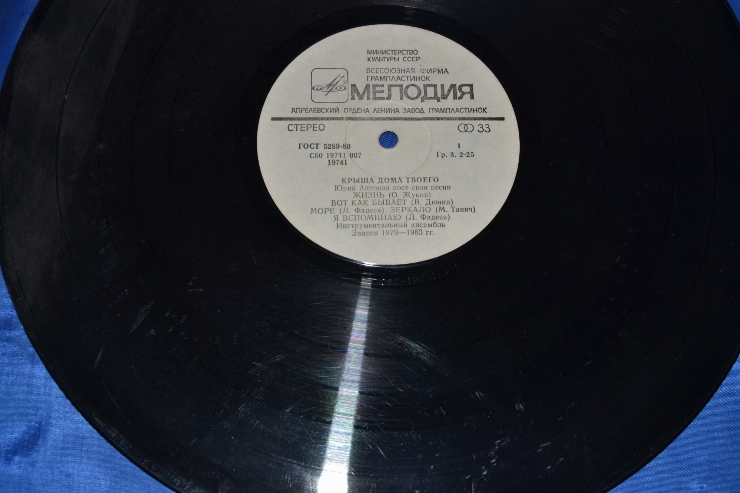 МИНИСТЕРСТВО
КУЛЬТУРЫ СССР
ВСЕСОЮЗНАЯ ФИРМА
ГРАМПЛАСТИНОК
МЕЛОДИЯ
АПРЕЛЕВСКИЙ ОРДЕНА ЛЕНИНА ЗАВОД ГРАМПЛАСТИНОК
СТЕРЕО 33
ГОСТ 5289-80 1
С60 19741 007 Гр. 3. 2-25
19741
КРЫША ДОМА ТВОЕГО
Юрий Антонов поет свои песни
ЖИЗНЬ (О. Жуков)
ВОТ КАК БЫВАЕТ (В. Дюнин)
МОРЕ (Л. Фадеев). ЗЕРКАЛО (М. Танич)
Я ВСПОМИНАЮ (Л. Фадеев)
Инструментальный ансамбль
Записи 1979—1983 гг.